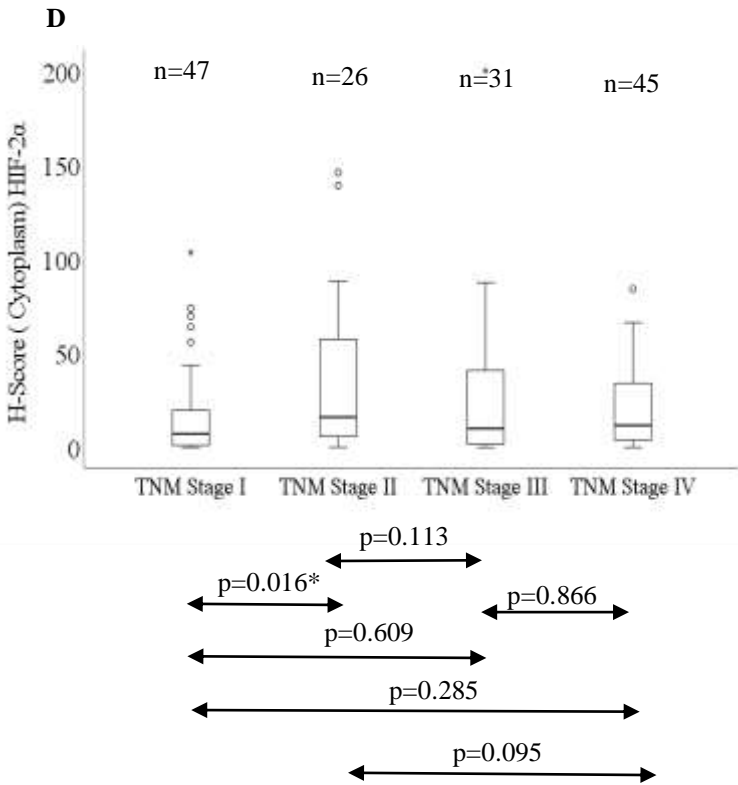 D
n=47 n=26 n=31 n=45
200
150
100
50
0
H-Score ( Cytoplasm) HIF-2α
TNM Stage I TNM Stage II TNM Stage III TNM Stage IV
p=0.113
p=0.016*
p=0.866
p=0.609
p=0.285
p=0.095